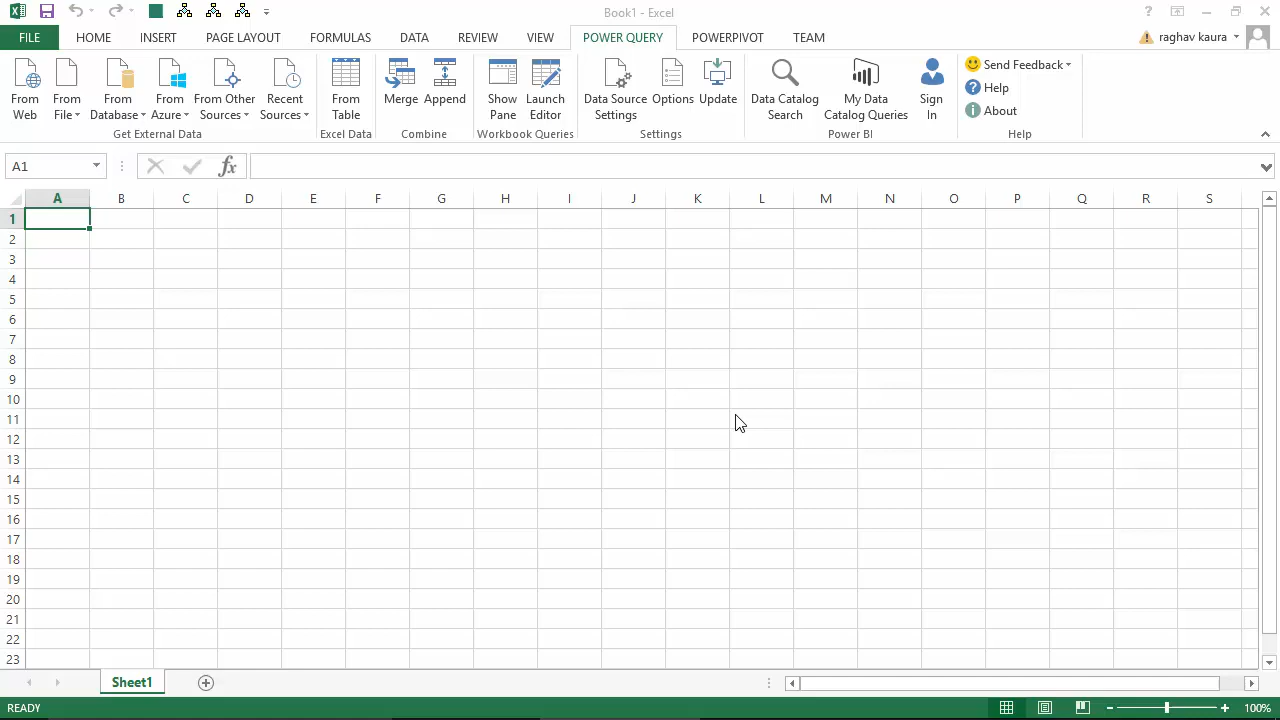 Book1 - Excel
?
FILE HOME INSERT PAGE LAYOUT FORMULAS DATA REVIEW VIEW POWER QUERY POWERPIVOT TEAM raghav kaura
From Web
From File
From Database
From Azure
From Other Sources
Recent Sources
Get External Data
From Table
Excel Data
Merge
Append
Combine
Show Pane
Launch Editor
Workbook Queries
Data Source Settings
Options
Update
Settings
Data Catalog Search
My Data Catalog Queries
Sign In
Power BI
Send Feedback
Help
About
Help
A1 fx
A B C D E F G H I J K L M N O P Q R S
1
2
3
4
5
6
7
8
9
10
11
12
13
14
15
16
17
18
19
20
21
22
23
Sheet1
READY 100%